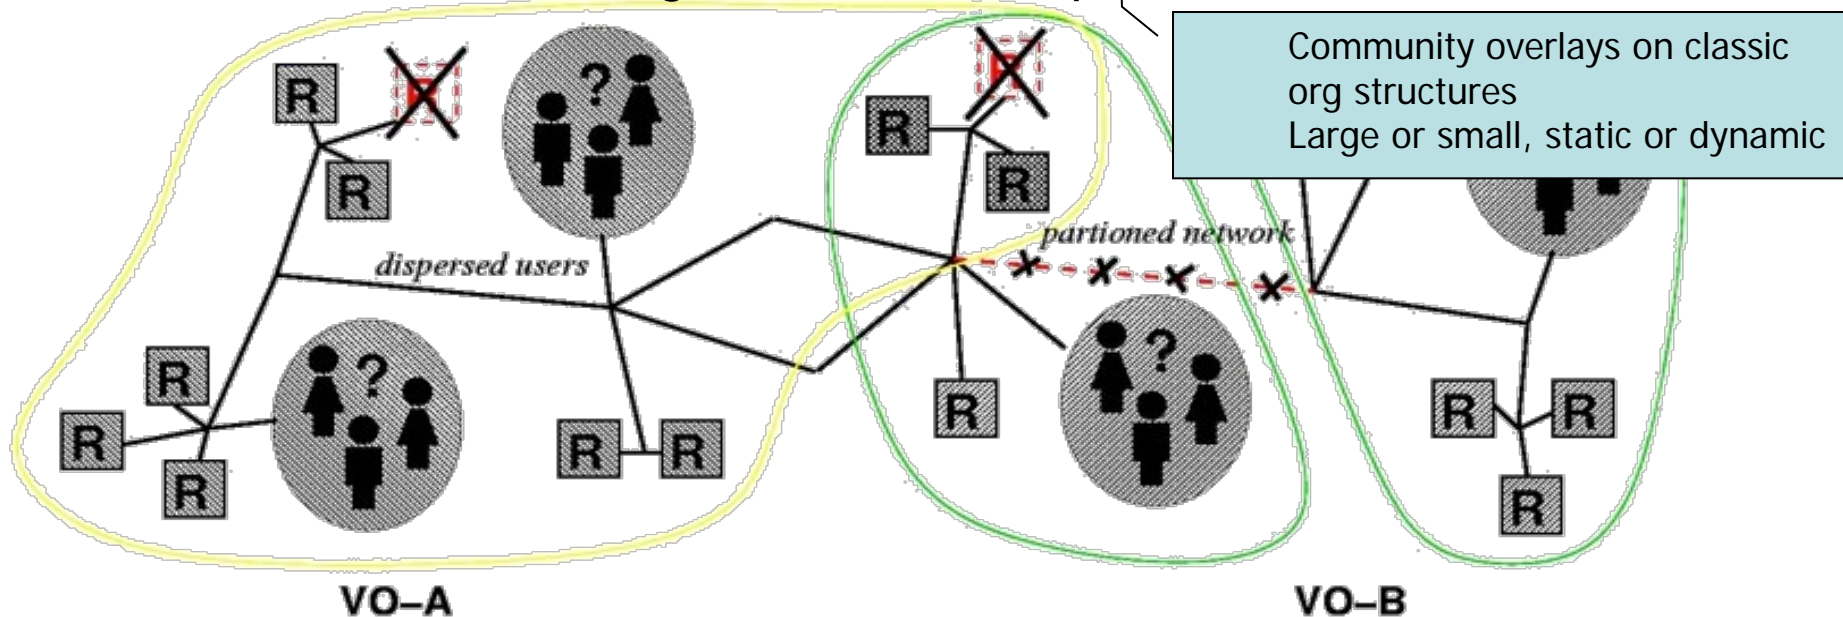 Community overlays on classic
org structures
Large or small, static or dynamic
R
?
R
R
R
partioned network
dispersed users
R
?
?
R
R
R
R
R
R
R
R
R
VO–A
VO–B